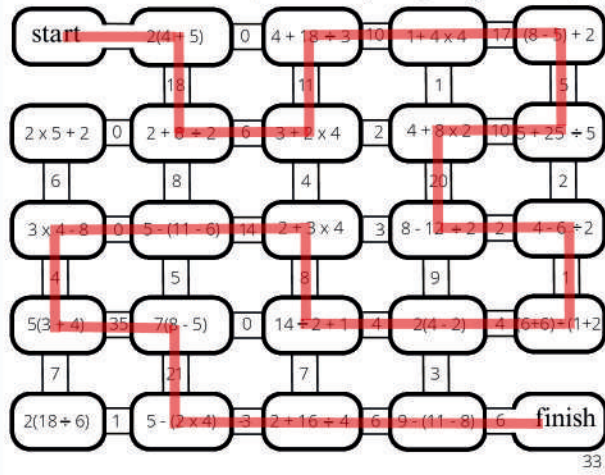 start 2(4 + 5) 0 4 + 18 ÷ 3 10 1 + 4 x 4 17 (8 - 5) + 2
18 11 1 5
2 x 5 + 2 0 2 + 8 ÷ 2 6 3 + 2 x 4 2 4 + 8 x 2 10 5 + 25 ÷ 5
6 8 4 20 2
3 x 4 - 8 0 5 - (11 - 6) 14 2 + 3 x 4 3 8 - 12 ÷ 2 2 4 - 6 ÷ 2
4 5 8 9 1
5(3 + 4) 35 7(8 - 5) 0 14 ÷ 2 + 1 4 2(4 - 2) 4 (6+6)÷(1+2
7 21 7 3
2(18 ÷ 6) 1 5 - (2 x 4) -3 2 + 16 ÷ 4 6 9 - (11 - 8) 6 finish
33